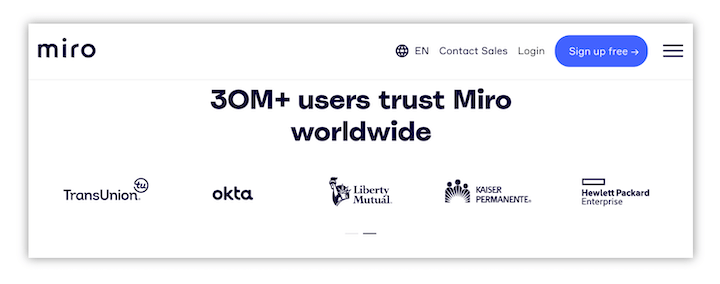 miro
EN Contact Sales Login Sign up free →
30M+ users trust Miro
worldwide
TransUnion tu
okta
Liberty
Mutual.
KAISER
PERMANENTE®
Hewlett Packard
Enterprise